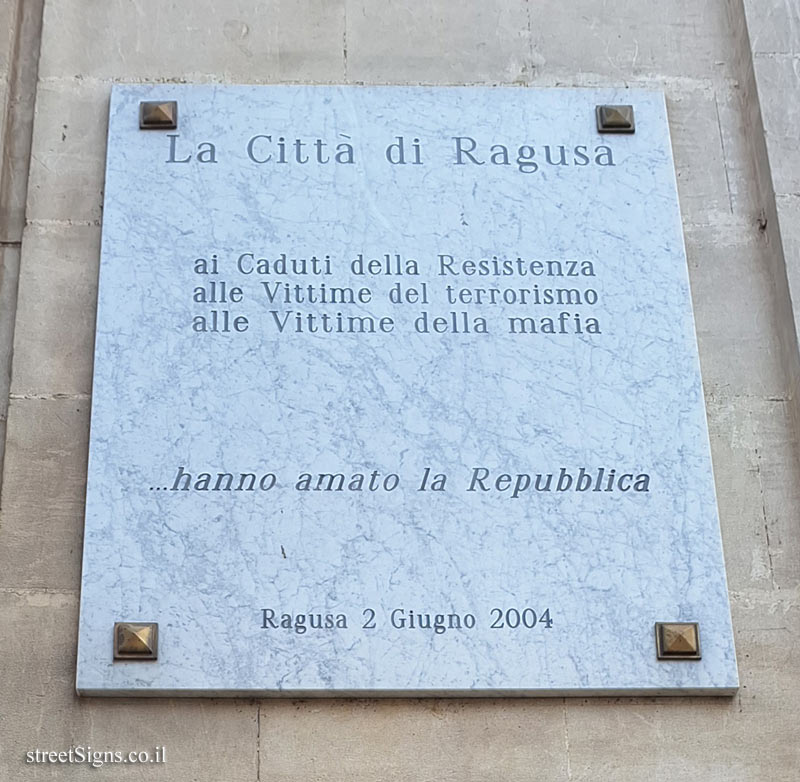 La Città di Ragusa
ai Caduti della Resistenza
alle Vittime del terrorismo
alle Vittime della mafia
...hanno amato la Repubblica
Ragusa 2 Giugno 2004
streetSigns.co.il